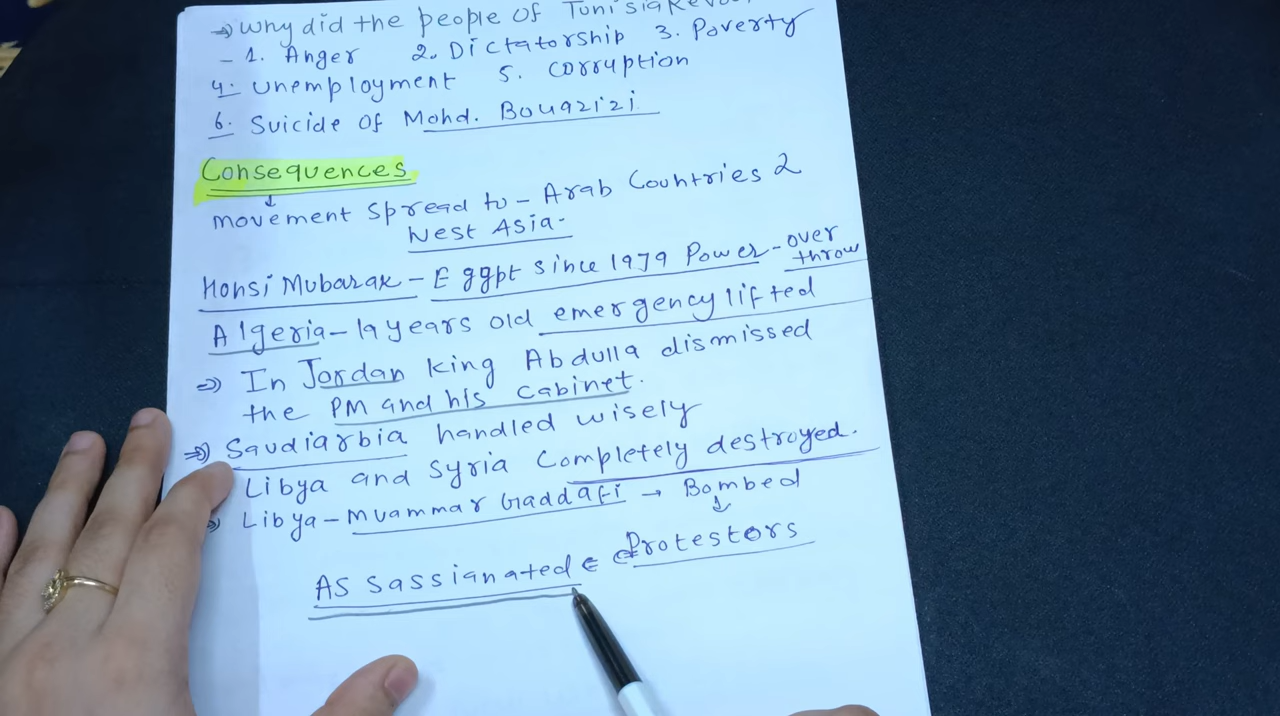 ⇒ Why did the people of Tunisia
- 1. Anger 2. Dictatorship 3. Poverty
4. unemployment 5. corruption
6. Suicide of Mohd. Bouazizi
Consequences
↓
movement spread to - Arab Countries 2
West Asia-
Honsi Mubarak - Eggpt since 1979 Power - over
throw
Algeria - 19 years old emergency lifted
⇒ In Jordan king Abdulla dismissed
the PM and his cabinet.
⇒ Saudiarbia handled wisely
Libya and Syria completely destroyed.
⇒ Libya - Muammar Gaddafi → Bombed
↓
Protestors
Assassianated ←